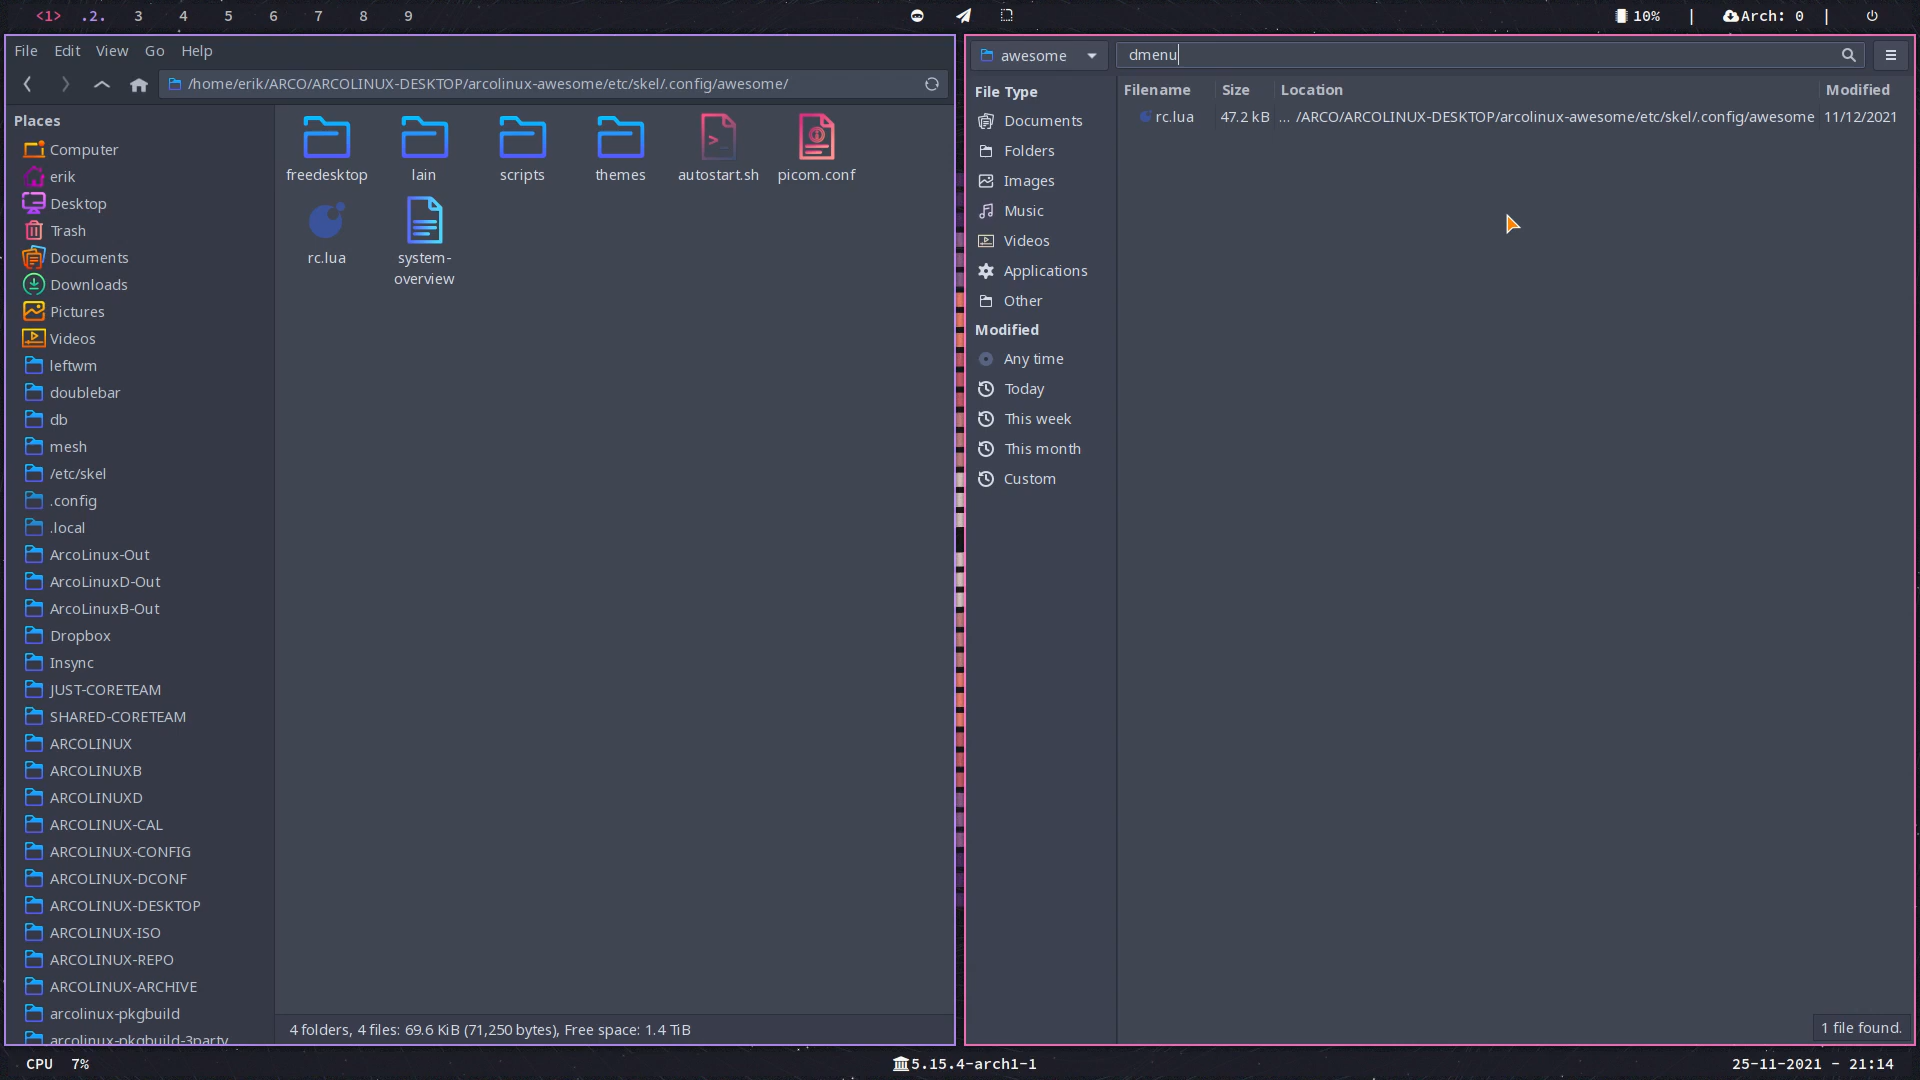 <1> .2. 3 4 5 6 7 8 9
10% | Arch: 0 |
File Edit View Go Help
/home/erik/ARCO/ARCOLINUX-DESKTOP/arcolinux-awesome/etc/skel/.config/awesome/
Places
Computer
erik
Desktop
Trash
Documents
Downloads
Pictures
Videos
leftwm
doublebar
db
mesh
/etc/skel
.config
.local
ArcoLinux-Out
ArcoLinuxD-Out
ArcoLinuxB-Out
Dropbox
Insync
JUST-CORETEAM
SHARED-CORETEAM
ARCOLINUX
ARCOLINUXB
ARCOLINUXD
ARCOLINUX-CAL
ARCOLINUX-CONFIG
ARCOLINUX-DCONF
ARCOLINUX-DESKTOP
ARCOLINUX-ISO
ARCOLINUX-REPO
ARCOLINUX-ARCHIVE
arcolinux-pkgbuild
arcolinux-pkgbuild-3party
freedesktop lain scripts themes autostart.sh picom.conf
rc.lua system-
overview
4 folders, 4 files: 69.6 KiB (71,250 bytes), Free space: 1.4 TiB
awesome dmenu
File Type
Documents
Folders
Images
Music
Videos
Applications
Other
Modified
Any time
Today
This week
This month
Custom
Filename Size Location Modified
rc.lua 47.2 kB ... /ARCO/ARCOLINUX-DESKTOP/arcolinux-awesome/etc/skel/.config/awesome 11/12/2021
1 file found.
CPU 7%
5.15.4-arch1-1
25-11-2021 - 21:14